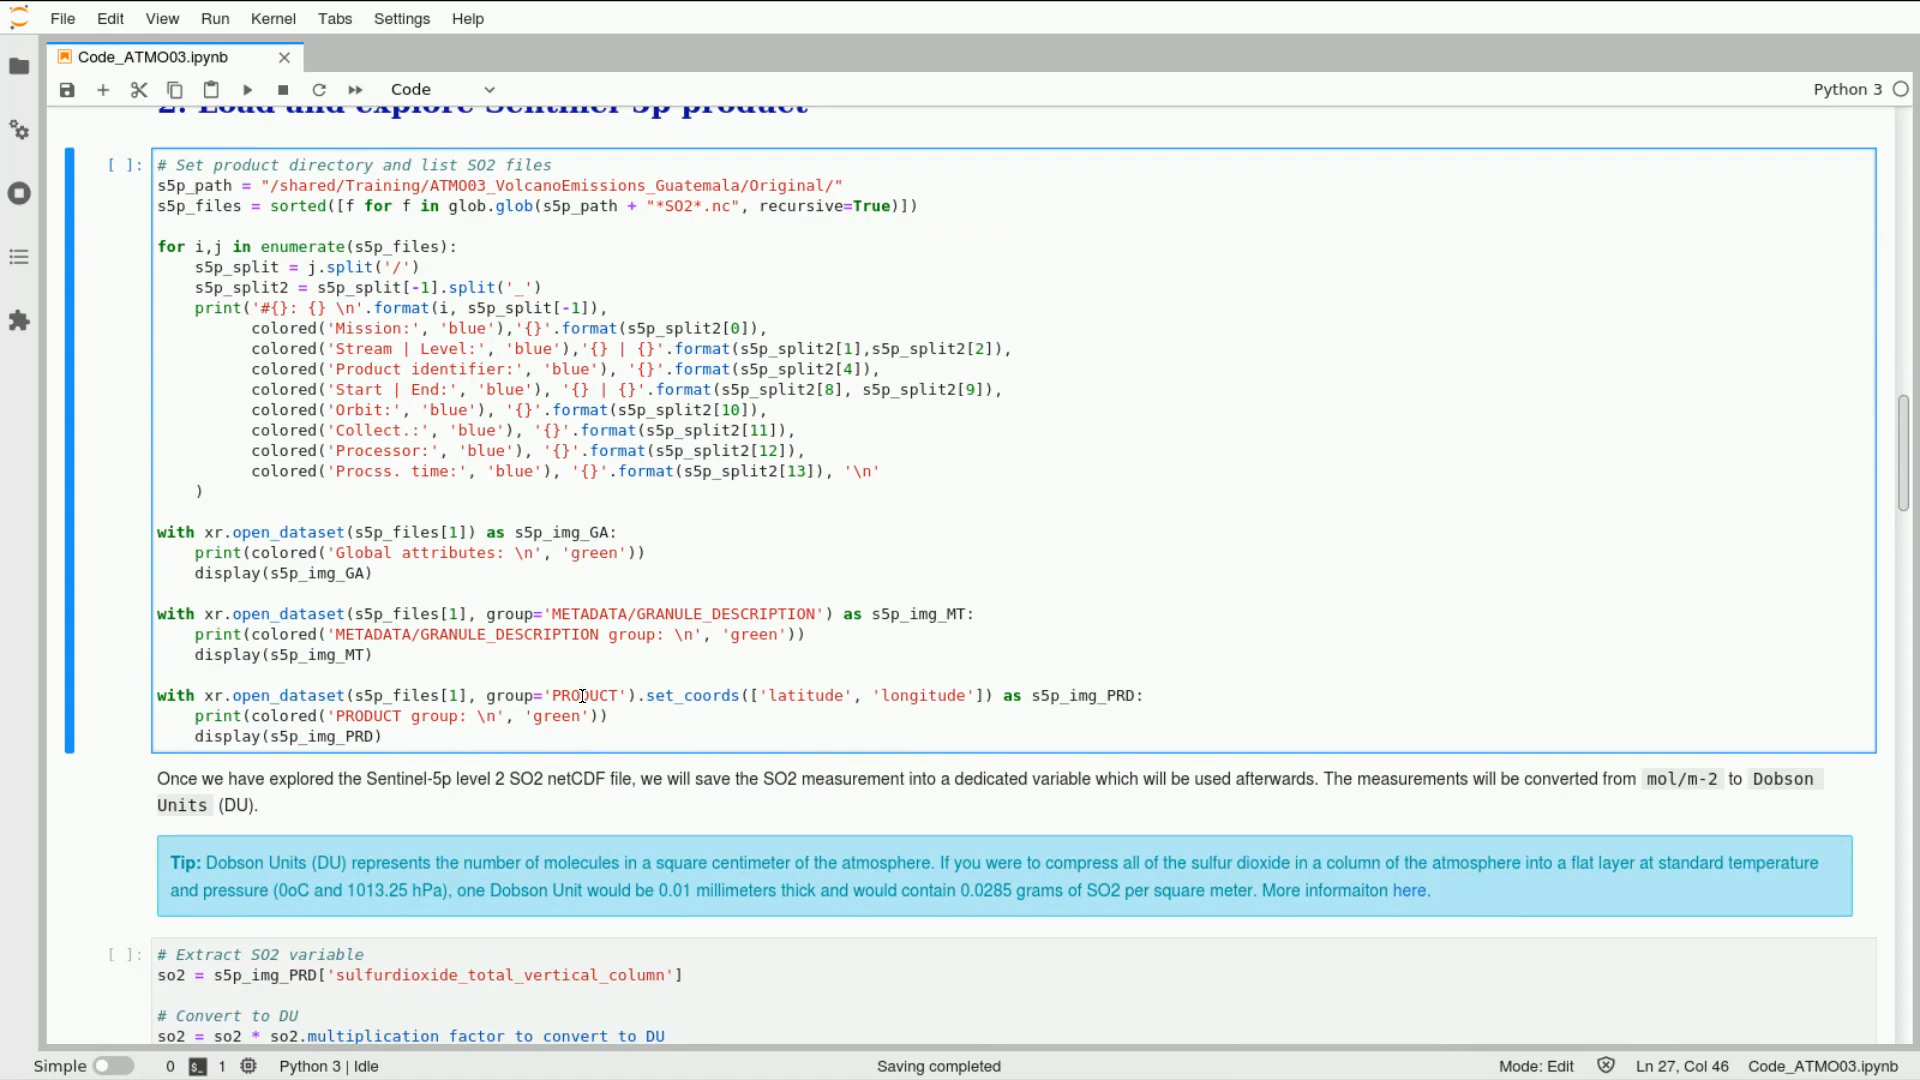 File Edit View Run Kernel Tabs Settings Help
Code_ATMO03.ipynb
Code
Python 3
2. Load and explore Sentinel-5p product
[ ]:
# Set product directory and list SO2 files
s5p_path = "/shared/Training/ATMO03_VolcanoEmissions_Guatemala/Original/"
s5p_files = sorted([f for f in glob.glob(s5p_path + "*SO2*.nc", recursive=True)])
for i,j in enumerate(s5p_files):
    s5p_split = j.split('/')
    s5p_split2 = s5p_split[-1].split('_')
    print('#{}: {} \n'.format(i, s5p_split[-1]),
          colored('Mission:', 'blue'),'{}'.format(s5p_split2[0]),
          colored('Stream | Level:', 'blue'),'{} | {}'.format(s5p_split2[1],s5p_split2[2]),
          colored('Product identifier:', 'blue'), '{}'.format(s5p_split2[4]),
          colored('Start | End:', 'blue'), '{} | {}'.format(s5p_split2[8], s5p_split2[9]),
          colored('Orbit:', 'blue'), '{}'.format(s5p_split2[10]),
          colored('Collect.:', 'blue'), '{}'.format(s5p_split2[11]),
          colored('Processor:', 'blue'), '{}'.format(s5p_split2[12]),
          colored('Procss. time:', 'blue'), '{}'.format(s5p_split2[13]), '\n'
    )
with xr.open_dataset(s5p_files[1]) as s5p_img_GA:
    print(colored('Global attributes: \n', 'green'))
    display(s5p_img_GA)
with xr.open_dataset(s5p_files[1], group='METADATA/GRANULE_DESCRIPTION') as s5p_img_MT:
    print(colored('METADATA/GRANULE_DESCRIPTION group: \n', 'green'))
    display(s5p_img_MT)
with xr.open_dataset(s5p_files[1], group='PRODUCT').set_coords(['latitude', 'longitude']) as s5p_img_PRD:
    print(colored('PRODUCT group: \n', 'green'))
    display(s5p_img_PRD)
Once we have explored the Sentinel-5p level 2 SO2 netCDF file, we will save the SO2 measurement into a dedicated variable which will be used afterwards. The measurements will be converted from mol/m-2 to Dobson
Units (DU).
Tip: Dobson Units (DU) represents the number of molecules in a square centimeter of the atmosphere. If you were to compress all of the sulfur dioxide in a column of the atmosphere into a flat layer at standard temperature
and pressure (0oC and 1013.25 hPa), one Dobson Unit would be 0.01 millimeters thick and would contain 0.0285 grams of SO2 per square meter. More informaiton here.
[ ]:
# Extract SO2 variable
so2 = s5p_img_PRD['sulfurdioxide_total_vertical_column']
# Convert to DU
so2 = so2 * so2.multiplication_factor_to_convert_to_DU
Simple 0 $_ 1 Python 3 | Idle Saving completed Mode: Edit Ln 27, Col 46 Code_ATMO03.ipynb